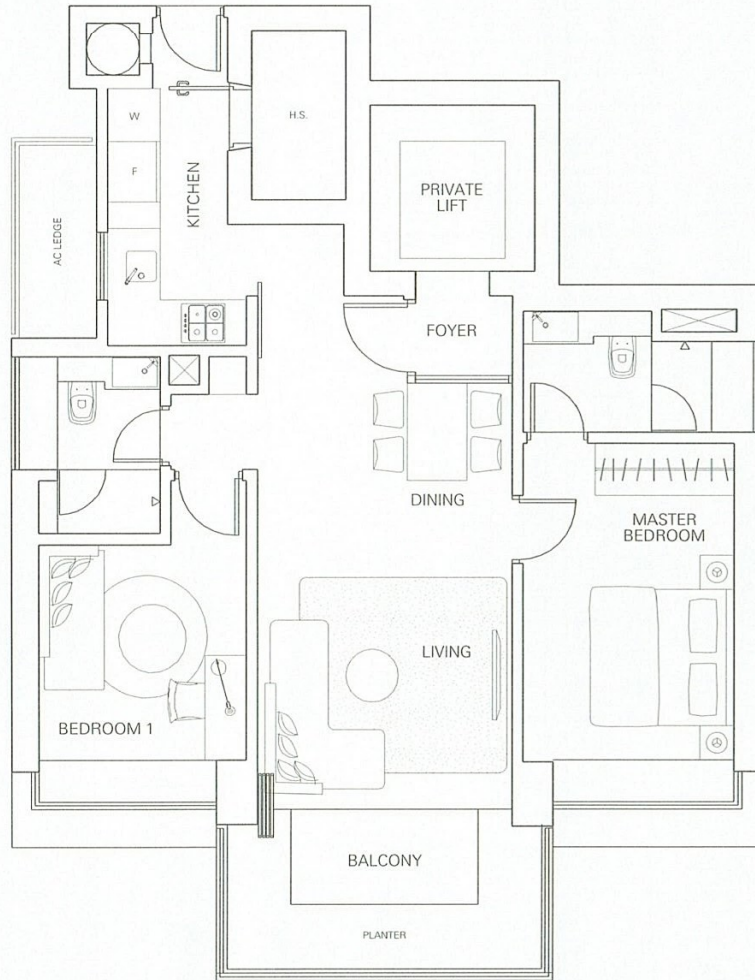 W
H.S.
F
KITCHEN
PRIVATE
LIFT
AC LEDGE
FOYER
DINING
MASTER
BEDROOM
LIVING
BEDROOM 1
BALCONY
PLANTER